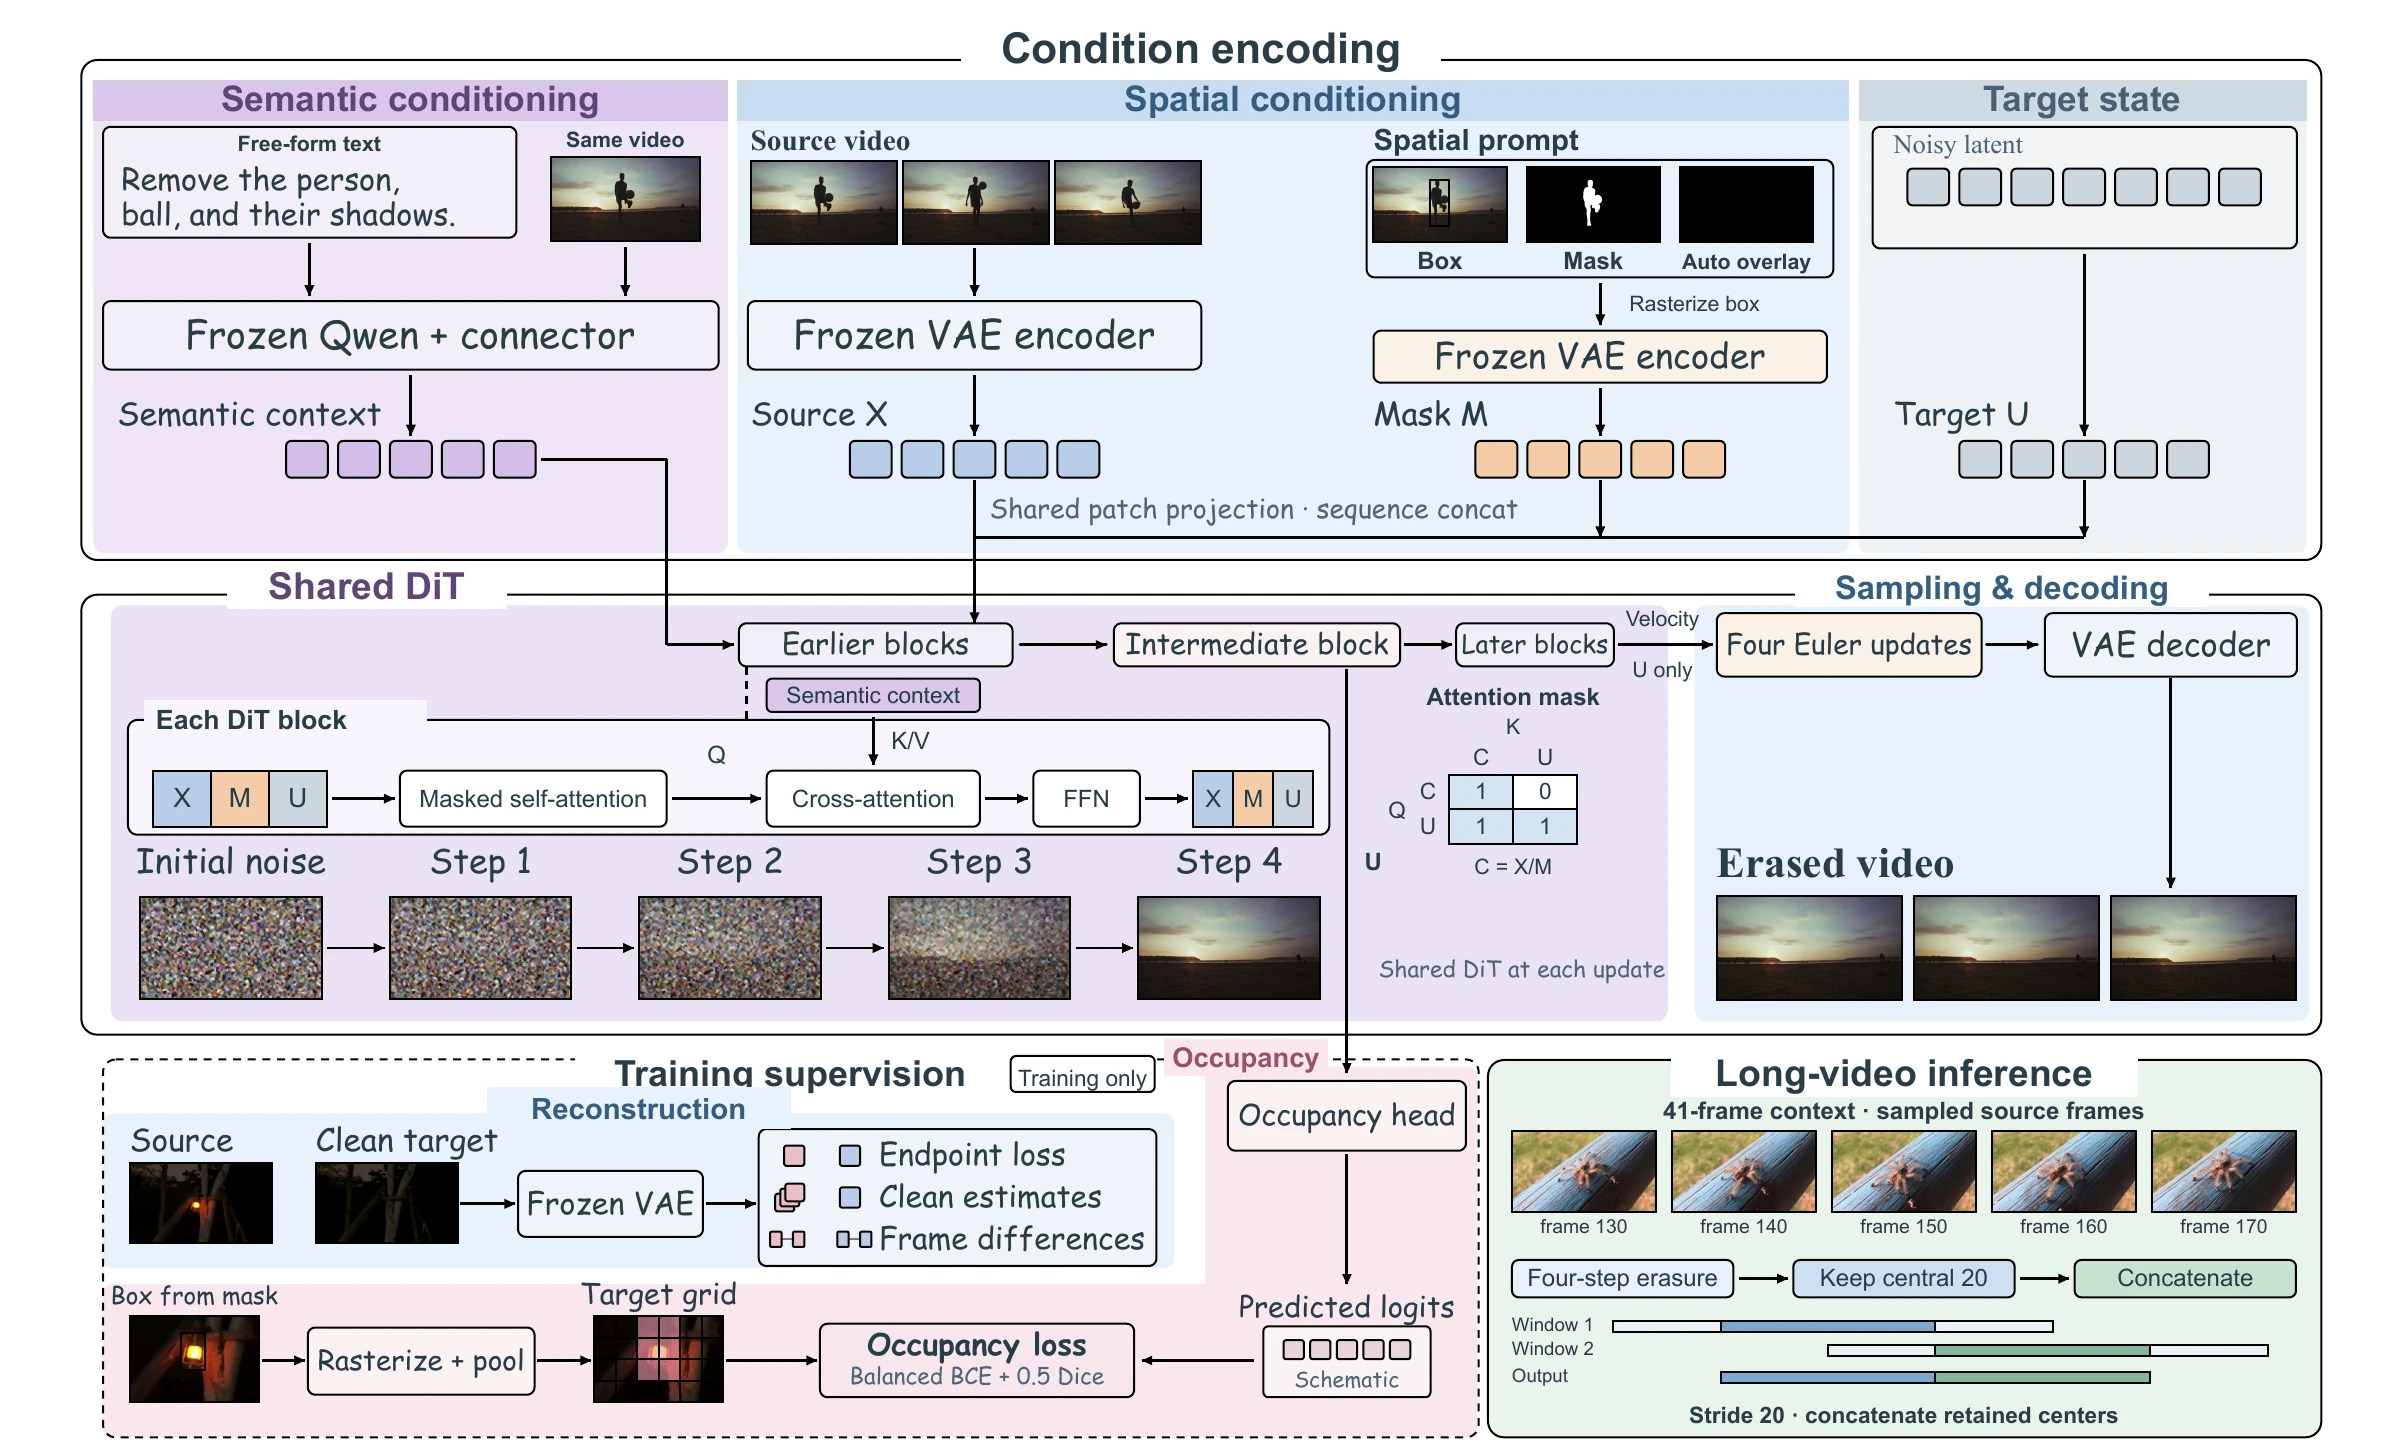 Condition encoding
Semantic conditioning
Free-form text
Remove the person,
ball, and their shadows.
Same video
Frozen Qwen + connector
Semantic context
Spatial conditioning
Source video
Frozen VAE encoder
Source X
Spatial prompt
Box
Mask
Auto overlay
Rasterize box
Frozen VAE encoder
Mask M
Shared patch projection · sequence concat
Target state
Noisy latent
Target U
Shared DiT
Earlier blocks
Intermediate block
Later blocks
Velocity
U only
Semantic context
Each DiT block
Q
K/V
X
M
U
Masked self-attention
Cross-attention
FFN
X
M
U
Attention mask
K
C U
Q
C 1 0
U 1 1
C = X/M
U
Initial noise
Step 1
Step 2
Step 3
Step 4
Shared DiT at each update
Sampling & decoding
Four Euler updates
VAE decoder
Erased video
Training supervision
Training only
Reconstruction
Source
Clean target
Frozen VAE
Endpoint loss
Clean estimates
Frame differences
Occupancy
Occupancy head
Predicted logits
Schematic
Box from mask
Rasterize + pool
Target grid
Occupancy loss
Balanced BCE + 0.5 Dice
Long-video inference
41-frame context · sampled source frames
frame 130
frame 140
frame 150
frame 160
frame 170
Four-step erasure
Keep central 20
Concatenate
Window 1
Window 2
Output
Stride 20 · concatenate retained centers